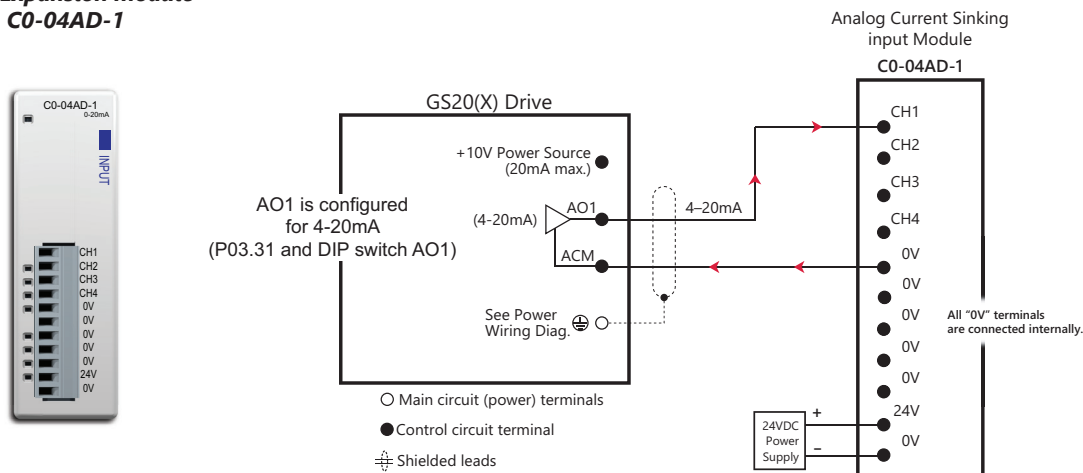 C0-04AD-1
C0-04AD-1
0-20mA
INPUT
CH1
CH2
CH3
CH4
0V
0V
0V
0V
0V
24V
0V
GS20(X) Drive
+10V Power Source
(20mA max.)
AO1 is configured
for 4-20mA
(P03.31 and DIP switch AO1)
(4-20mA)
AO1
ACM
4–20mA
See Power
Wiring Diag.
Main circuit (power) terminals
Control circuit terminal
Shielded leads
Analog Current Sinking
input Module
C0-04AD-1
CH1
CH2
CH3
CH4
0V
0V
0V
0V
0V
24V
0V
All "0V" terminals
are connected internally.
24VDC
Power
Supply
+
–